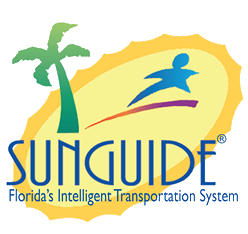 SUNGUIDE®
Florida's Intelligent Transportation System